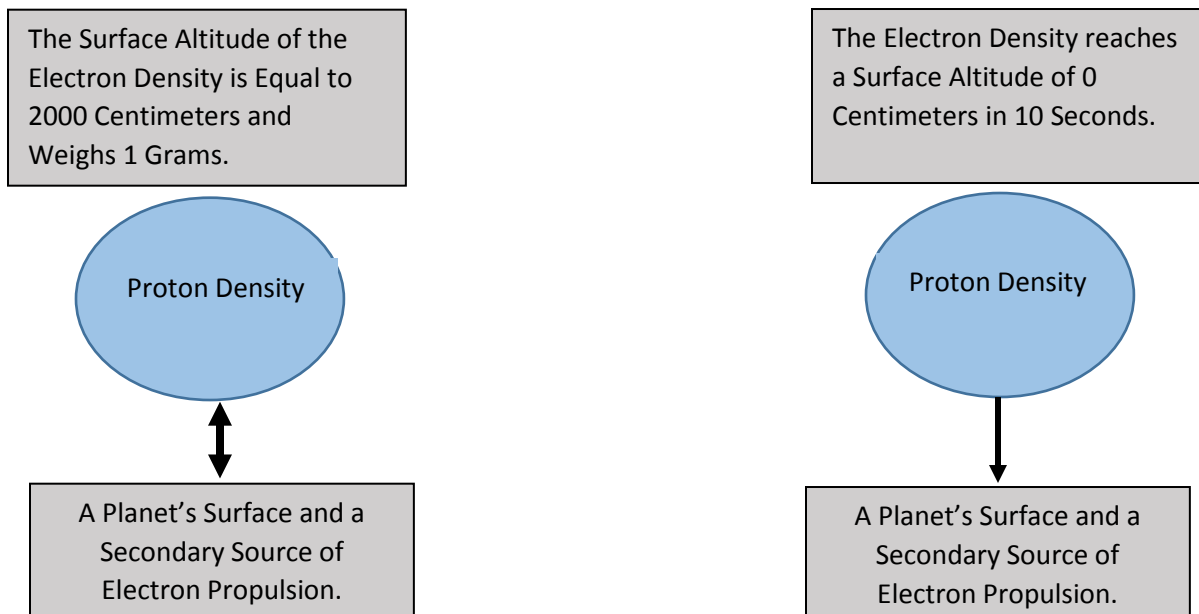 The Surface Altitude of the
Electron Density is Equal to
2000 Centimeters and
Weighs 1 Grams.
Proton Density
A Planet’s Surface and a
Secondary Source of
Electron Propulsion.
The Electron Density reaches
a Surface Altitude of 0
Centimeters in 10 Seconds.
Proton Density
A Planet’s Surface and a
Secondary Source of
Electron Propulsion.